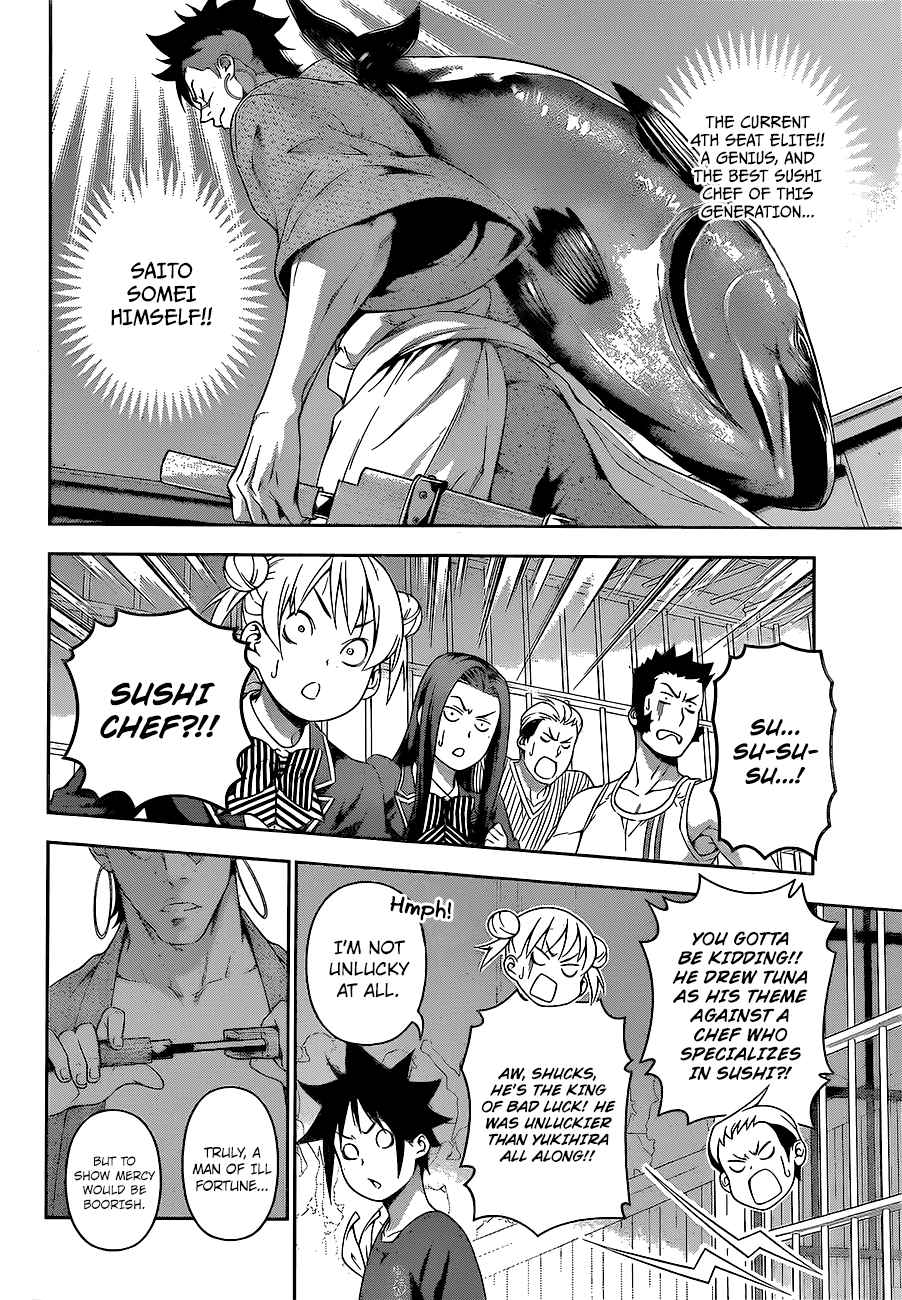 THE CURRENT
4TH SEAT ELITE!!
A GENIUS, AND
THE BEST SUSHI
CHEF OF THIS
GENERATION...
SAITO
SOMEI
HIMSELF!!
SU...
SU-SU-
SU...!
SUSHI
CHEF?!!
YOU GOTTA
BE KIDDING!!
HE DREW TUNA
AS HIS THEME
AGAINST A
CHEF WHO
SPECIALIZES
IN SUSHI?!
AW, SHUCKS,
HE'S THE KING
OF BAD LUCK! HE
WAS UNLUCKIER
THAN YUKIHIRA
ALL ALONG!!
Hmph!
I'M NOT
UNLUCKY
AT ALL.
TRULY, A
MAN OF ILL
FORTUNE...
BUT TO
SHOW MERCY
WOULD BE
BOORISH.